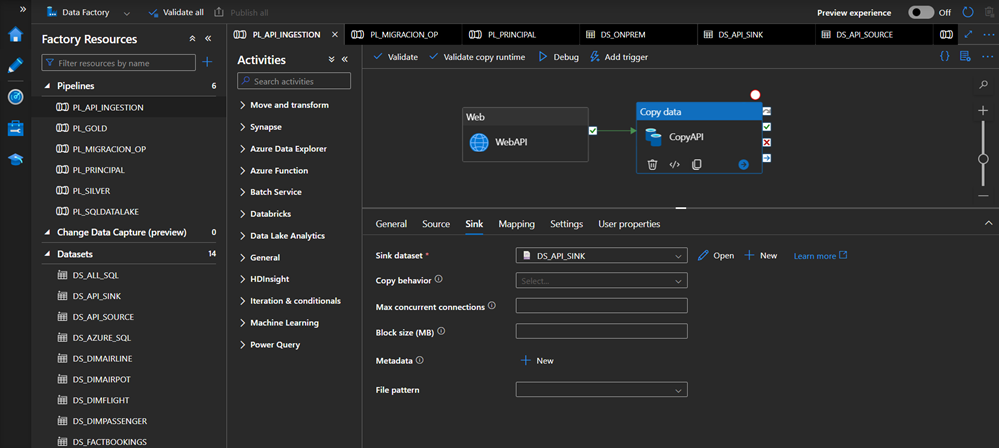 Data Factory
Validate all
Publish all
Preview experience
Off
Factory Resources
Filter resources by name
Pipelines 6
PL_API_INGESTION
PL_GOLD
PL_MIGRACION_OP
PL_PRINCIPAL
PL_SILVER
PL_SQLDATALAKE
Change Data Capture (preview) 0
Datasets 14
DS_ALL_SQL
DS_API_SINK
DS_API_SOURCE
DS_AZURE_SQL
DS_DIMAIRLINE
DS_DIMAIRPOT
DS_DIMFLIGHT
DS_DIMPASSENGER
DS_FACTBOOKINGS
PL_API_INGESTION
PL_MIGRACION_OP
PL_PRINCIPAL
DS_ONPREM
DS_API_SINK
DS_API_SOURCE
Activities
Search activities
Move and transform
Synapse
Azure Data Explorer
Azure Function
Batch Service
Databricks
Data Lake Analytics
General
HDInsight
Iteration & conditionals
Machine Learning
Power Query
Validate
Validate copy runtime
Debug
Add trigger
Web
WebAPI
Copy data
CopyAPI
General
Source
Sink
Mapping
Settings
User properties
Sink dataset *
DS_API_SINK
Open
New
Learn more
Copy behavior
Select...
Max concurrent connections
Block size (MB)
Metadata
New
File pattern